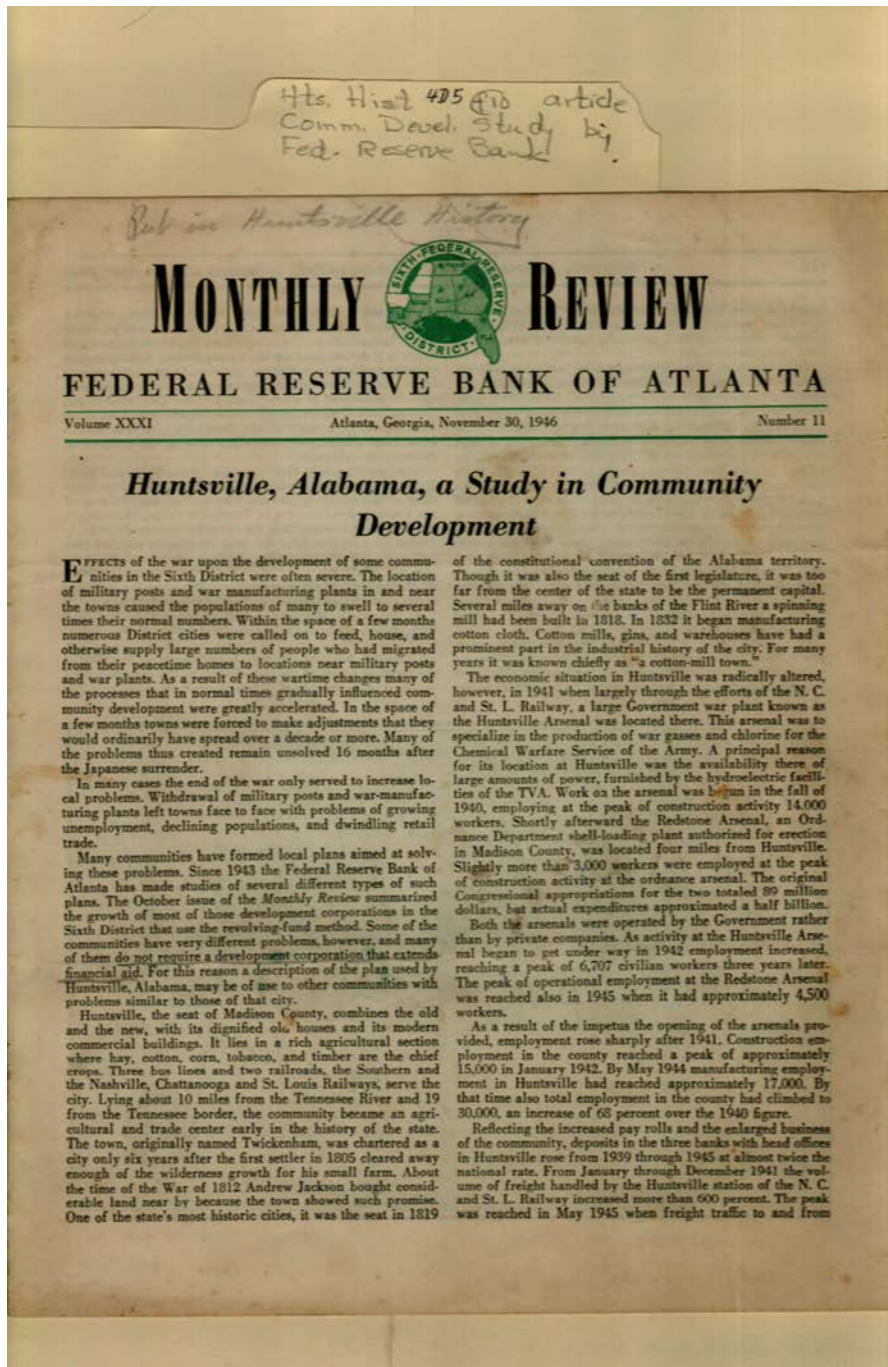 Hts. Hist 4D5 article
Comm. Devel. Study by
Fed. Reserve Bank.
Put in Huntsville History
MONTHLY REVIEW
SIXTH FEDERAL RESERVE DISTRICT
FEDERAL RESERVE BANK OF ATLANTA
Volume XXXI Atlanta, Georgia, November 30, 1946 Number 11
Huntsville, Alabama, a Study in Community
Development
EFFECTS of the war upon the development of some commu-
nities in the Sixth District were often severe. The location
of military posts and war manufacturing plants in and near
the towns caused the populations of many to swell to several
times their normal numbers. Within the space of a few months
numerous District cities were called on to feed, house, and
otherwise supply large numbers of people who had migrated
from their peacetime homes to locations near military posts
and war plants. As a result of these wartime changes many of
the processes that in normal times gradually influenced com-
munity development were greatly accelerated. In the space of
a few months towns were forced to make adjustments that they
would ordinarily have spread over a decade or more. Many of
the problems thus created remain unsolved 16 months after
the Japanese surrender.
In many cases the end of the war only served to increase lo-
cal problems. Withdrawal of military posts and war-manufac-
turing plants left towns face to face with problems of growing
unemployment, declining populations, and dwindling retail
trade.
Many communities have formed local plans aimed at solv-
ing these problems. Since 1943 the Federal Reserve Bank of
Atlanta has made studies of several different types of such
plans. The October issue of the Monthly Review summarized
the growth of most of those development corporations in the
Sixth District that use the revolving-fund method. Some of the
communities have very different problems, however, and many
of them do not require a development corporation that extends
financial aid. For this reason a description of the plan used by
Huntsville, Alabama, may be of use to other communities with
problems similar to those of that city.
Huntsville, the seat of Madison County, combines the old
and the new, with its dignified old houses and its modern
commercial buildings. It lies in a rich agricultural section
where hay, cotton, corn, tobacco, and timber are the chief
crops. Three bus lines and two railroads, the Southern and
the Nashville, Chattanooga and St. Louis Railways, serve the
city. Lying about 10 miles from the Tennessee River and 19
from the Tennessee border, the community became an agri-
cultural and trade center early in the history of the state.
The town, originally named Twickenham, was chartered as a
city only six years after the first settler in 1805 cleared away
enough of the wilderness growth for his small farm. About
the time of the War of 1812 Andrew Jackson bought consid-
erable land near by because the town showed such promise.
One of the state's most historic cities, it was the seat in 1819
of the constitutional convention of the Alabama territory.
Though it was also the seat of the first legislature, it was too
far from the center of the state to be the permanent capital.
Several miles away on the banks of the Flint River a spinning
mill had been built in 1818. In 1832 it began manufacturing
cotton cloth. Cotton mills, gins, and warehouses have had a
prominent part in the industrial history of the city. For many
years it was known chiefly as "a cotton-mill town."
The economic situation in Huntsville was radically altered,
however, in 1941 when largely through the efforts of the N. C.
and St. L. Railway, a large Government war plant known as
the Huntsville Arsenal was located there. This arsenal was to
specialize in the production of war gasses and chlorine for the
Chemical Warfare Service of the Army. A principal reason
for its location at Huntsville was the availability there of
large amounts of power, furnished by the hydroelectric facili-
ties of the TVA. Work on the arsenal was begun in the fall of
1940, employing at the peak of construction activity 14,000
workers. Shortly afterward the Redstone Arsenal, an Ord-
nance Department shell-loading plant authorized for erection
in Madison County, was located four miles from Huntsville.
Slightly more than 3,000 workers were employed at the peak
of construction activity at the ordnance arsenal. The original
Congressional appropriations for the two totaled 89 million
dollars, but actual expenditures approximated a half billion.
Both the arsenals were operated by the Government rather
than by private companies. As activity at the Huntsville Arse-
nal began to get under way in 1942 employment increased,
reaching a peak of 6,707 civilian workers three years later.
The peak of operational employment at the Redstone Arsenal
was reached also in 1945 when it had approximately 4,500
workers.
As a result of the impetus the opening of the arsenals pro-
vided, employment rose sharply after 1941. Construction em-
ployment in the county reached a peak of approximately
15,000 in January 1942. By May 1944 manufacturing employ-
ment in Huntsville had reached approximately 17,000. By
that time also total employment in the county had climbed to
30,000, an increase of 68 percent over the 1940 figure.
Reflecting the increased pay rolls and the enlarged business
of the community, deposits in the three banks with head offices
in Huntsville rose from 1939 through 1945 at almost twice the
national rate. From January through December 1941 the vol-
ume of freight handled by the Huntsville station of the N. C.
and St. L. Railway increased more than 600 percent. The peak
was reached in May 1945 when freight traffic to and from